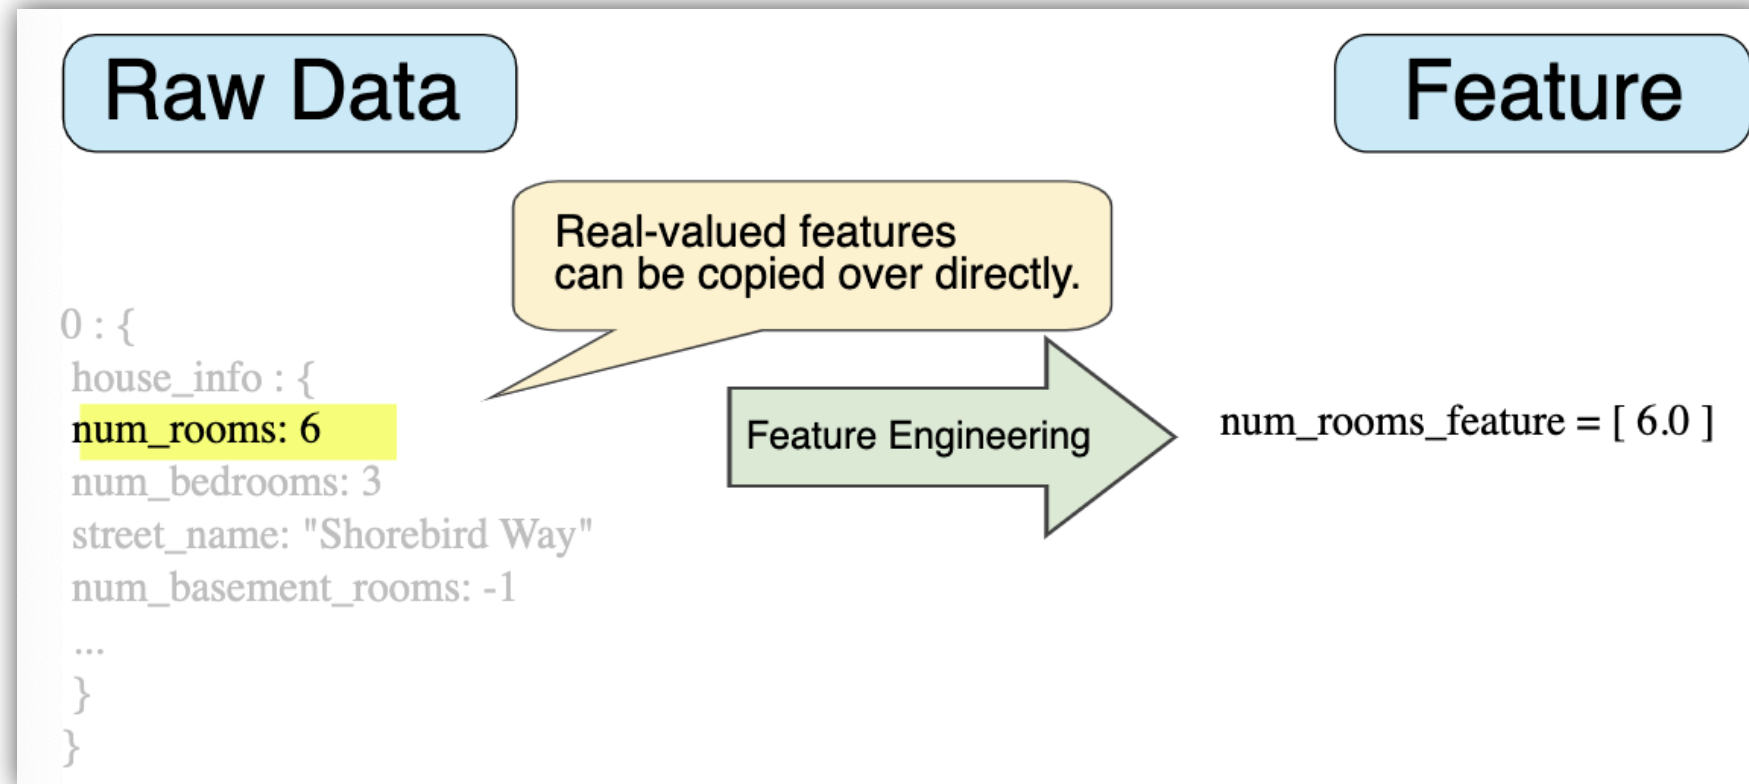 Raw Data
Feature
Real-valued features
can be copied over directly.
0 : {
house_info : {
num_rooms: 6
num_bedrooms: 3
street_name: "Shorebird Way"
num_basement_rooms: -1
...
}
}
Feature Engineering
num_rooms_feature = [ 6.0 ]